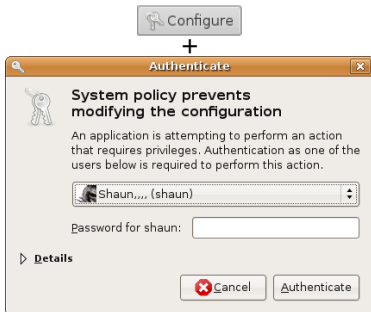 Configure
+
Authenticate
System policy prevents
modifying the configuration
An application is attempting to perform an action
that requires privileges. Authentication as one of the
users below is required to perform this action.
Shaun,,,, (shaun)
Password for shaun:
Details
Cancel
Authenticate